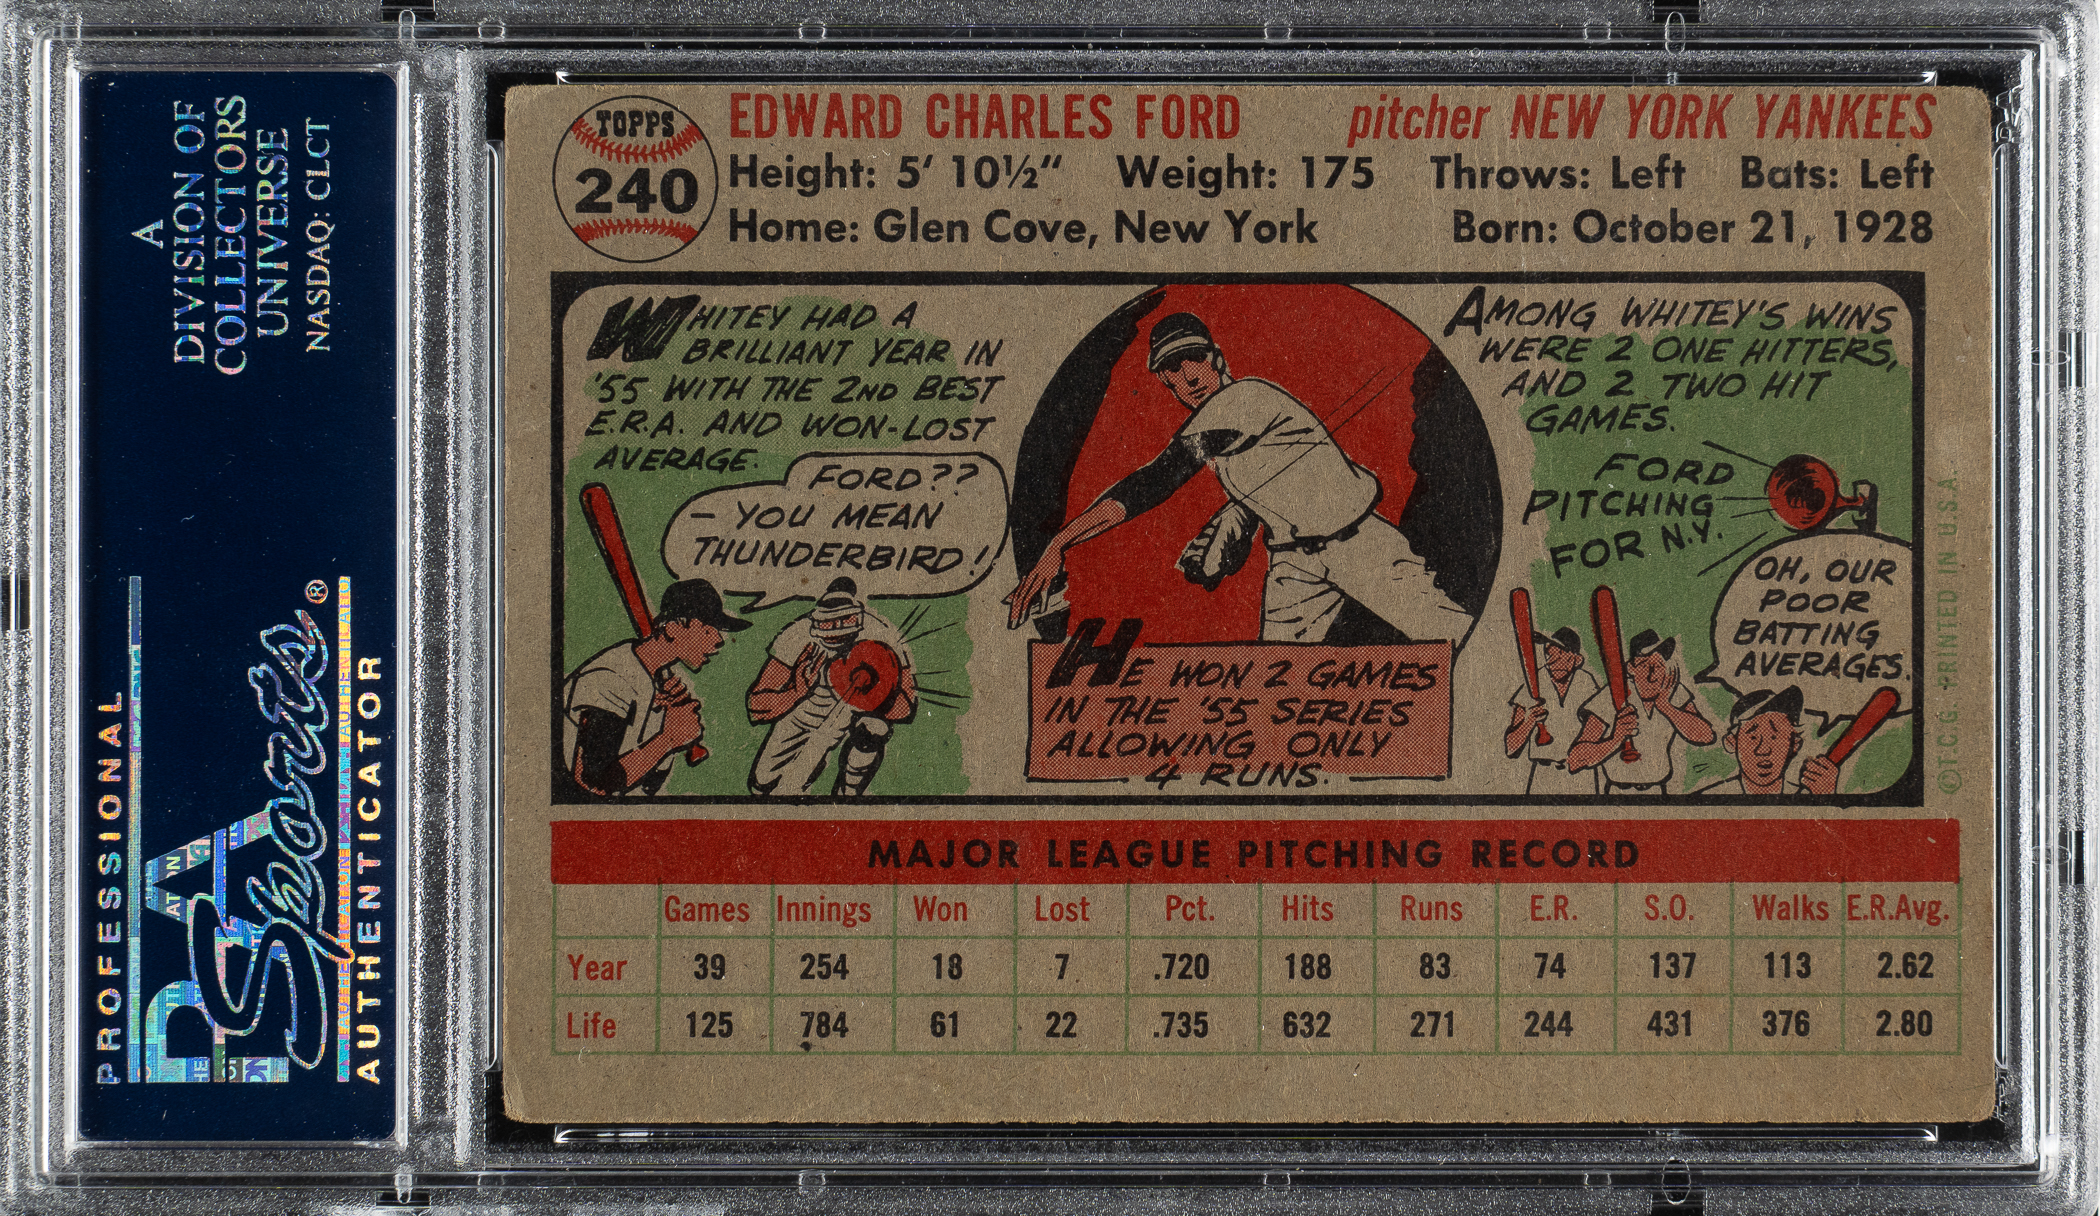 A
DIVISION OF
COLLECTORS
UNIVERSE
NASDAQ: CLCT
PROFESSIONAL
PSA
Sports®
AUTHENTICATOR
TOPPS
240
EDWARD CHARLES FORD pitcher NEW YORK YANKEES
Height: 5' 10½" Weight: 175 Throws: Left Bats: Left
Home: Glen Cove, New York Born: October 21, 1928
WHITEY HAD A
BRILLIANT YEAR IN
'55 WITH THE 2ND BEST
E.R.A. AND WON-LOST
AVERAGE.
FORD??
- YOU MEAN
THUNDERBIRD!
HE WON 2 GAMES
IN THE '55 SERIES
ALLOWING ONLY
4 RUNS.
AMONG WHITEY'S WINS
WERE 2 ONE HITTERS,
AND 2 TWO HIT
GAMES.
FORD
PITCHING
FOR N.Y.
OH, OUR
POOR
BATTING
AVERAGES.
©T.C.G. PRINTED IN U.S.A.
MAJOR LEAGUE PITCHING RECORD
Games Innings Won Lost Pct. Hits Runs E.R. S.O. Walks E.R.Avg.
Year 39 254 18 7 .720 188 83 74 137 113 2.62
Life 125 784 61 22 .735 632 271 244 431 376 2.80